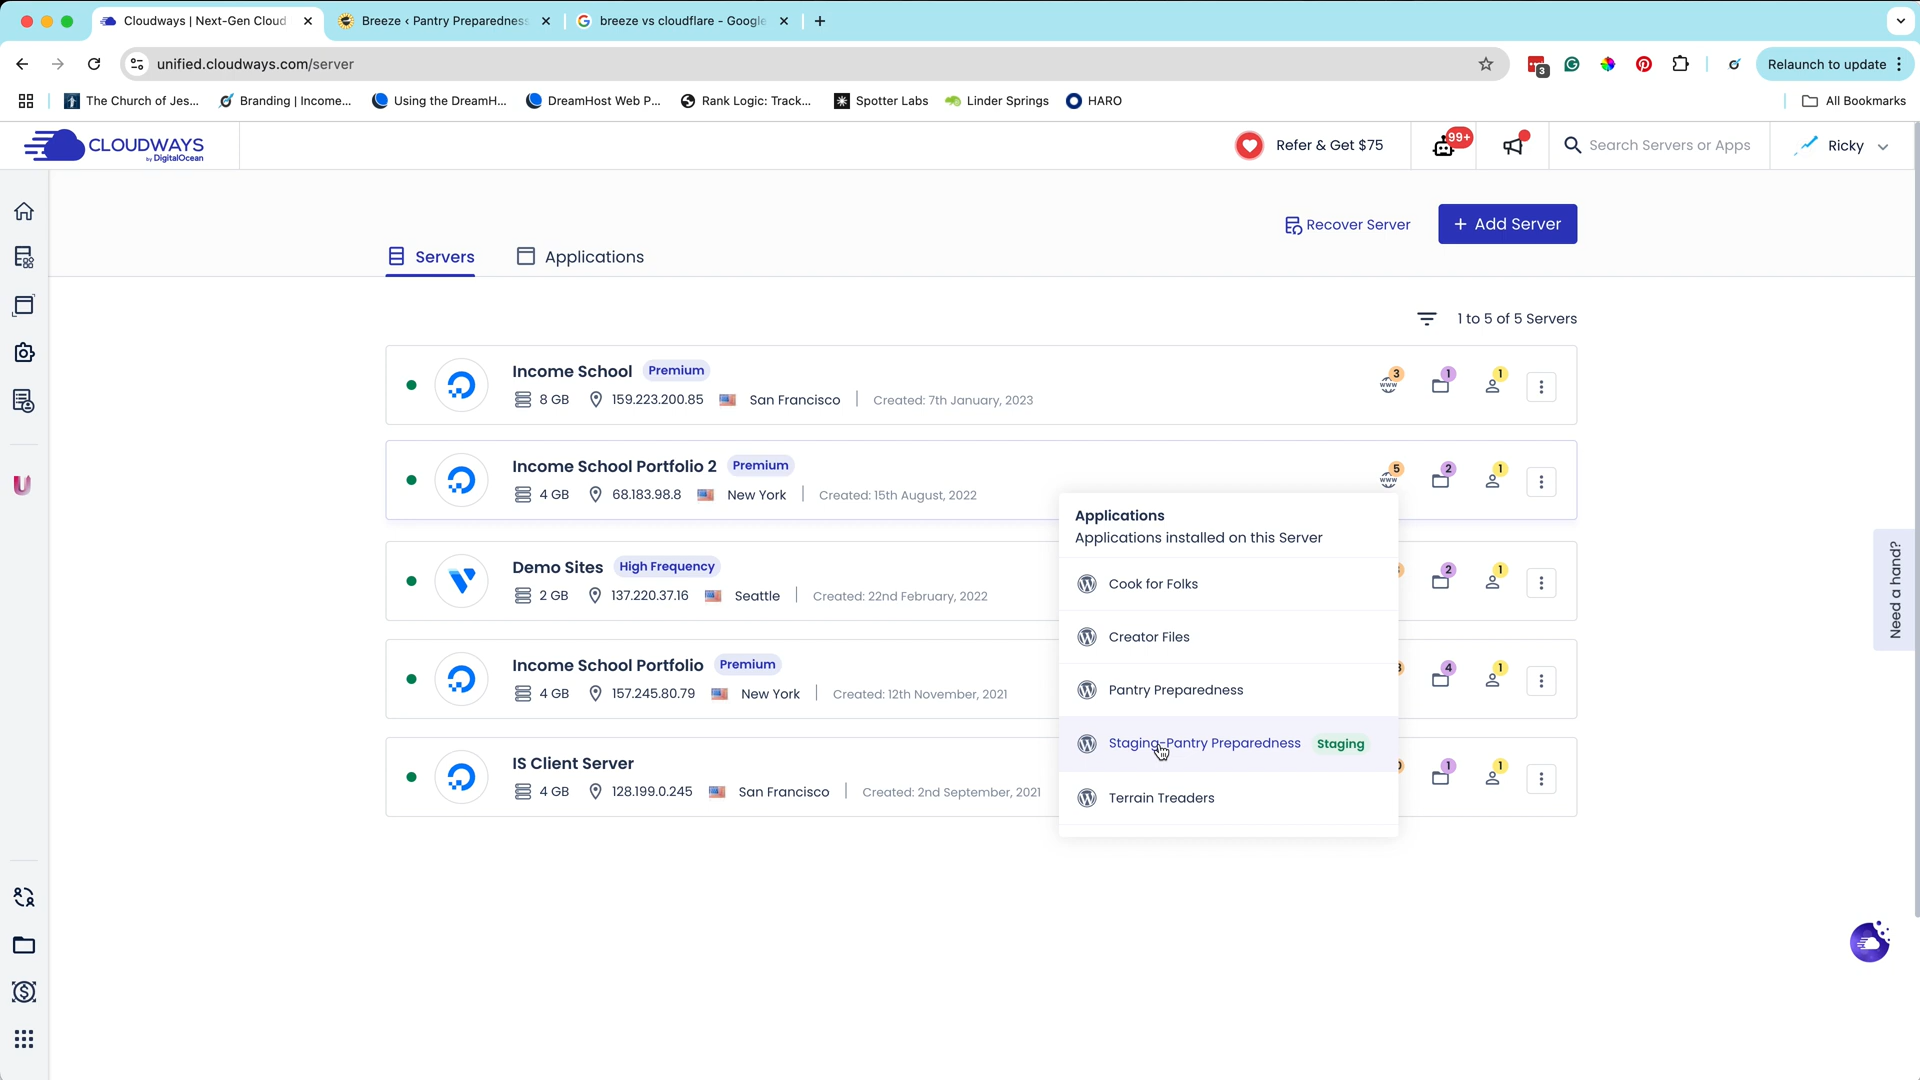 Cloudways | Next-Gen Cloud
Breeze ‹ Pantry Preparedness
breeze vs cloudflare - Google
unified.cloudways.com/server
3
Relaunch to update
The Church of Jes...
Branding | Income...
Using the DreamH...
DreamHost Web P...
Rank Logic: Track...
Spotter Labs
Linder Springs
HARO
All Bookmarks
CLOUDWAYS
by DigitalOcean
Refer & Get $75
99+
Search Servers or Apps
Ricky
Recover Server
+ Add Server
Servers
Applications
1 to 5 of 5 Servers
Income School Premium
8 GB 159.223.200.85 San Francisco Created: 7th January, 2023
www 3 1 1
Income School Portfolio 2 Premium
4 GB 68.183.98.8 New York Created: 15th August, 2022
www 5 2 1
Applications
Applications installed on this Server
Cook for Folks
Creator Files
Pantry Preparedness
Staging-Pantry Preparedness Staging
Terrain Treaders
Demo Sites High Frequency
2 GB 137.220.37.16 Seattle Created: 22nd February, 2022
2 1
Income School Portfolio Premium
4 GB 157.245.80.79 New York Created: 12th November, 2021
4 1
IS Client Server
4 GB 128.199.0.245 San Francisco Created: 2nd September, 2021
1 1
Need a hand?